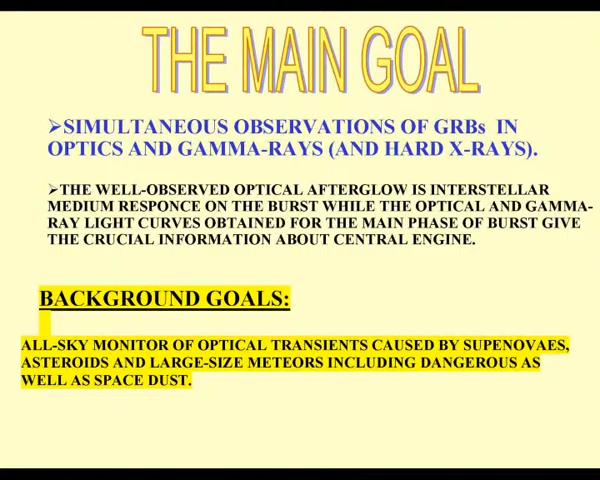 THE MAIN GOAL
➢SIMULTANEOUS OBSERVATIONS OF GRBs IN
OPTICS AND GAMMA-RAYS (AND HARD X-RAYS).
➢THE WELL-OBSERVED OPTICAL AFTERGLOW IS INTERSTELLAR
MEDIUM RESPONCE ON THE BURST WHILE THE OPTICAL AND GAMMA-
RAY LIGHT CURVES OBTAINED FOR THE MAIN PHASE OF BURST GIVE
THE CRUCIAL INFORMATION ABOUT CENTRAL ENGINE.
BACKGROUND GOALS:
ALL-SKY MONITOR OF OPTICAL TRANSIENTS CAUSED BY SUPENOVAES,
ASTEROIDS AND LARGE-SIZE METEORS INCLUDING DANGEROUS AS
WELL AS SPACE DUST.